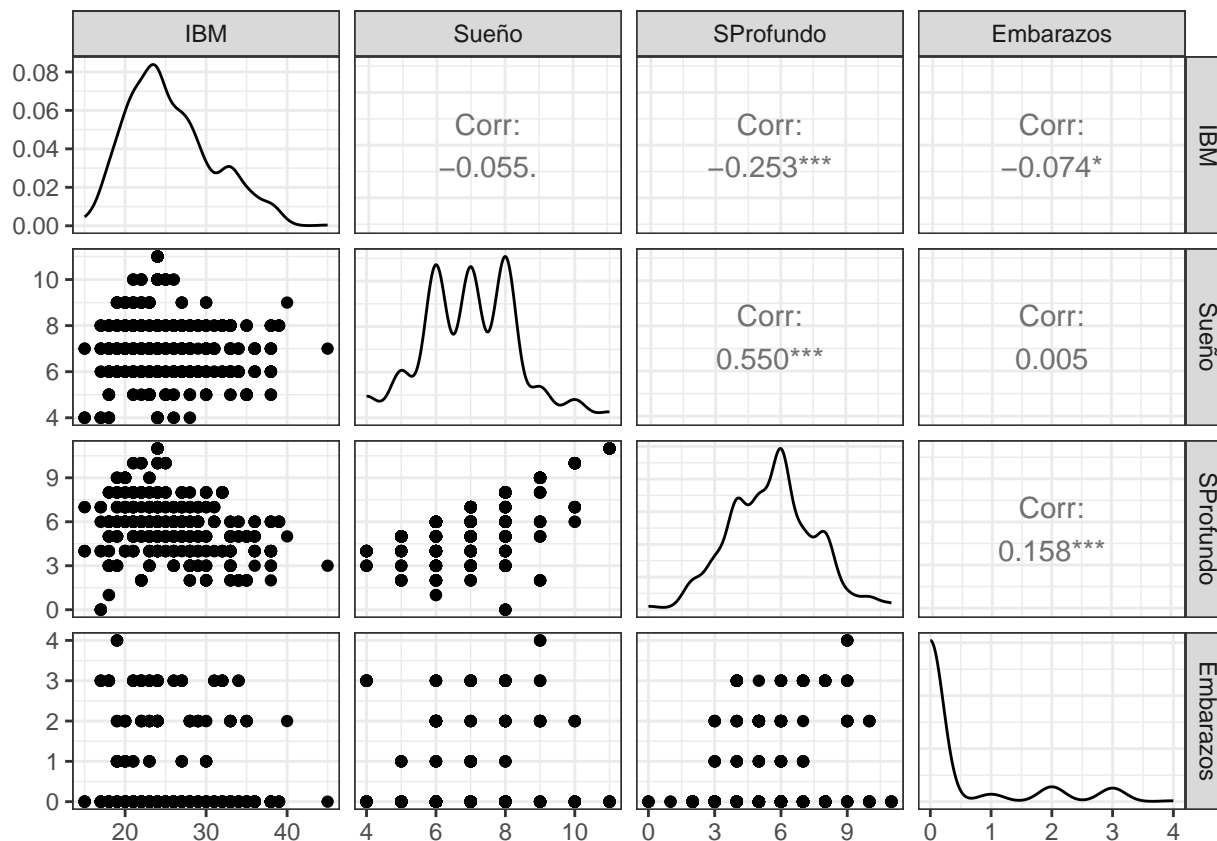 IBM
Sueño
SProfundo
Embarazos
0.08
0.06
0.04
0.02
0.00
Corr:
−0.055.
Corr:
−0.253***
Corr:
−0.074*
IBM
10
8
6
4
Corr:
0.550***
Corr:
0.005
Sueño
9
6
3
0
Corr:
0.158***
SProfundo
4
3
2
1
0
Embarazos
20 30 40
4 6 8 10
0 3 6 9
0 1 2 3 4